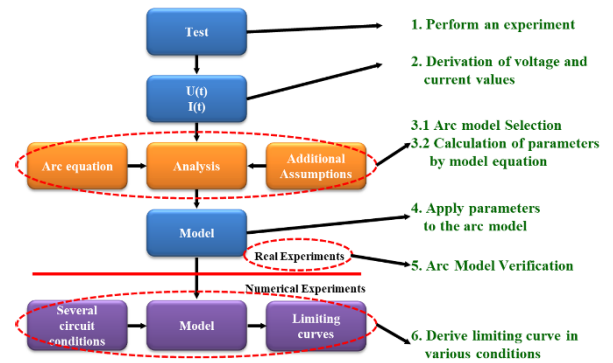 Test
1. Perform an experiment
U(t)
I(t)
2. Derivation of voltage and
current values
Arc equation
Analysis
Additional
Assumptions
3.1 Arc model Selection
3.2 Calculation of parameters
by model equation
Model
4. Apply parameters
to the arc model
Real Experiments
5. Arc Model Verification
Numerical Experiments
Several
circuit
conditions
Model
Limiting
curves
6. Derive limiting curve in
various conditions